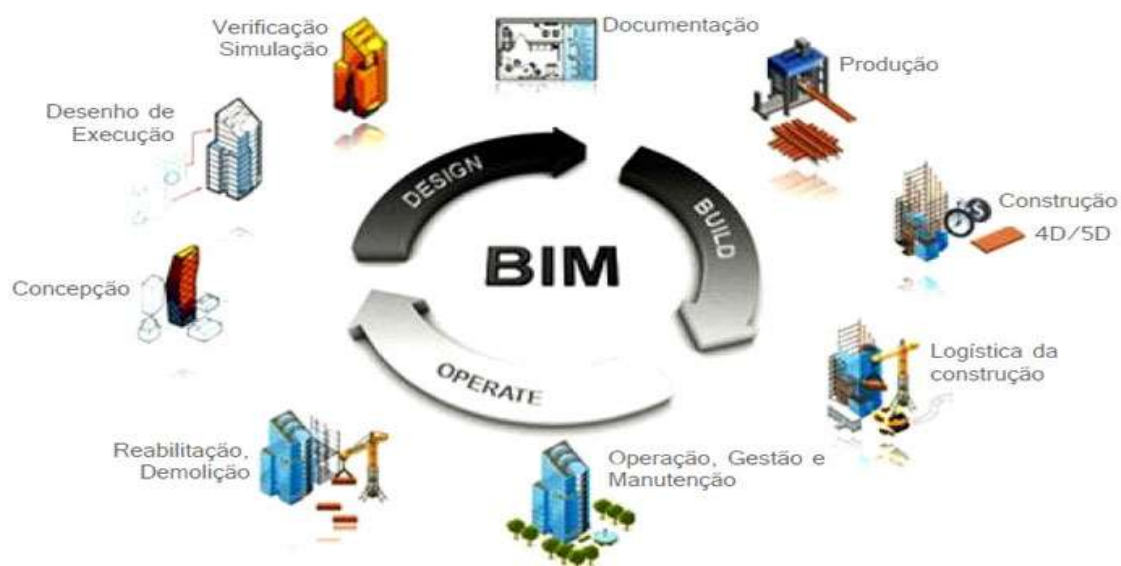 Verificação
Simulação
Documentação
Produção
Desenho de
Execução
DESIGN
BUILD
Construção
4D/5D
BIM
Concepção
Logística da
construção
OPERATE
Reabilitação,
Demolição
Operação, Gestão e
Manutenção